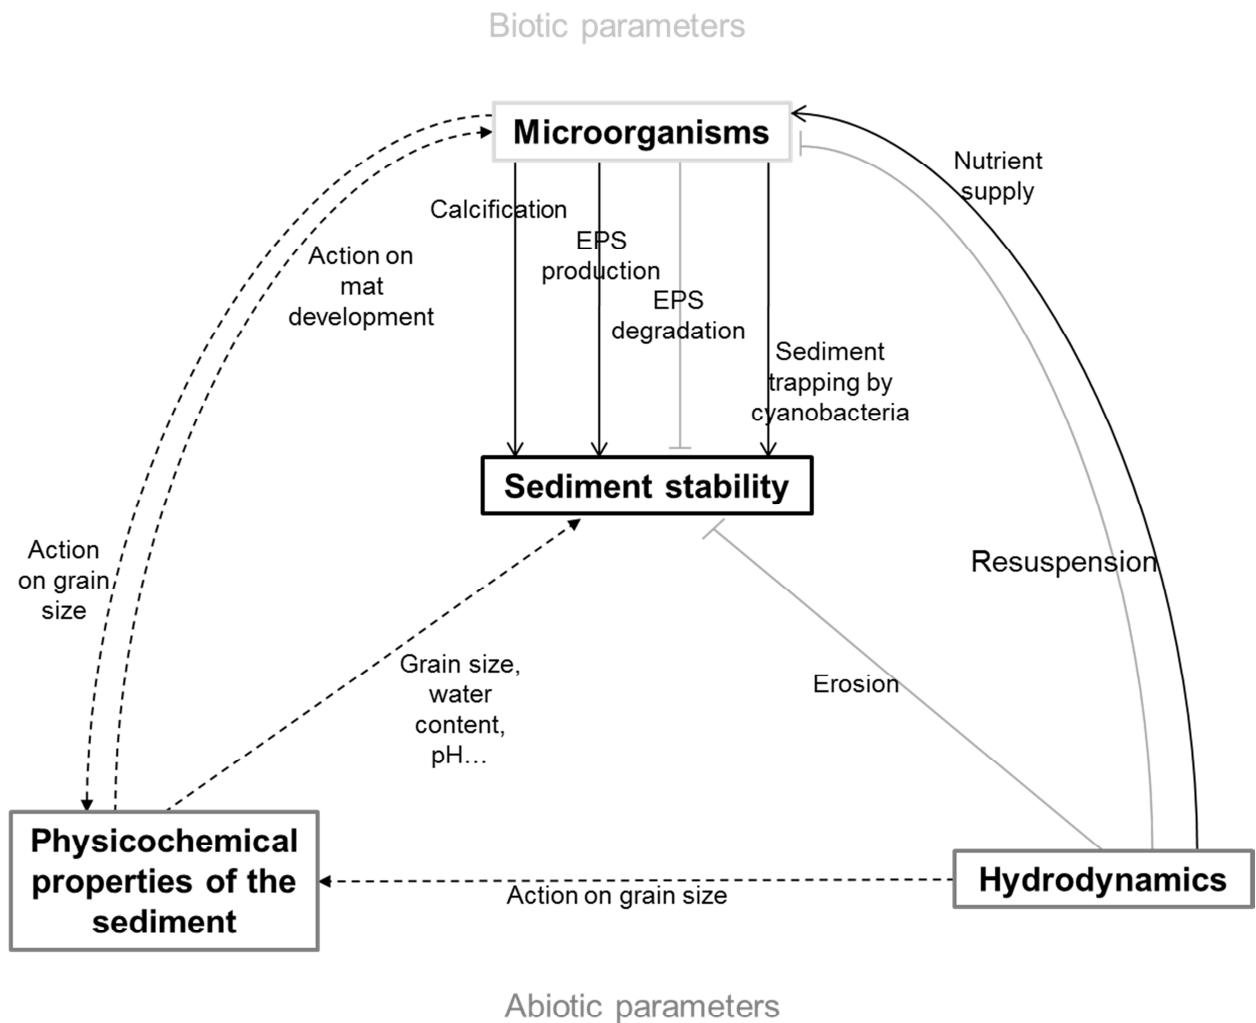 Biotic parameters
Microorganisms
Nutrient
supply
Calcification
EPS
production
Action on
mat
development
EPS
degradation
Sediment
trapping by
cyanobacteria
Sediment stability
Action
on grain
size
Resuspension
Grain size,
water
content,
pH…
Erosion
Physicochemical
properties of the
sediment
Hydrodynamics
Action on grain size
Abiotic parameters